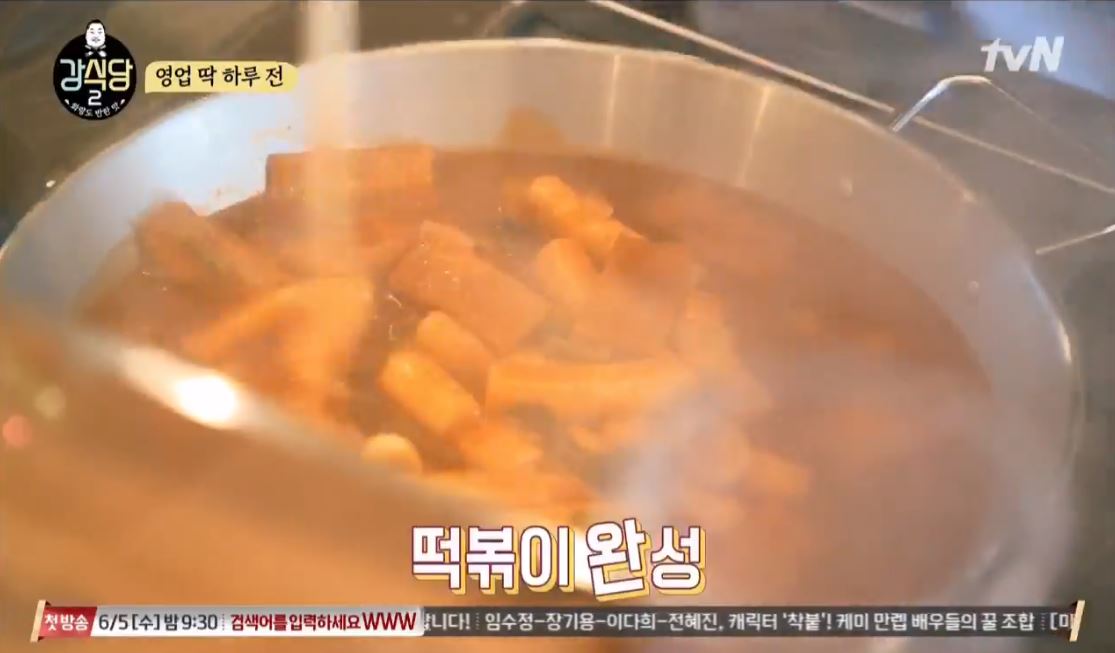 강식당
2
영업 딱 하루 전
tvN
떡볶이 완성
첫방송 6/5 [수] 밤 9:30 검색어를 입력하세요 WWW 합니다! 임수정-장기용-이다희-전혜진, 캐릭터 '착붙'! 케미 만렙 배우들의 꿀 조합